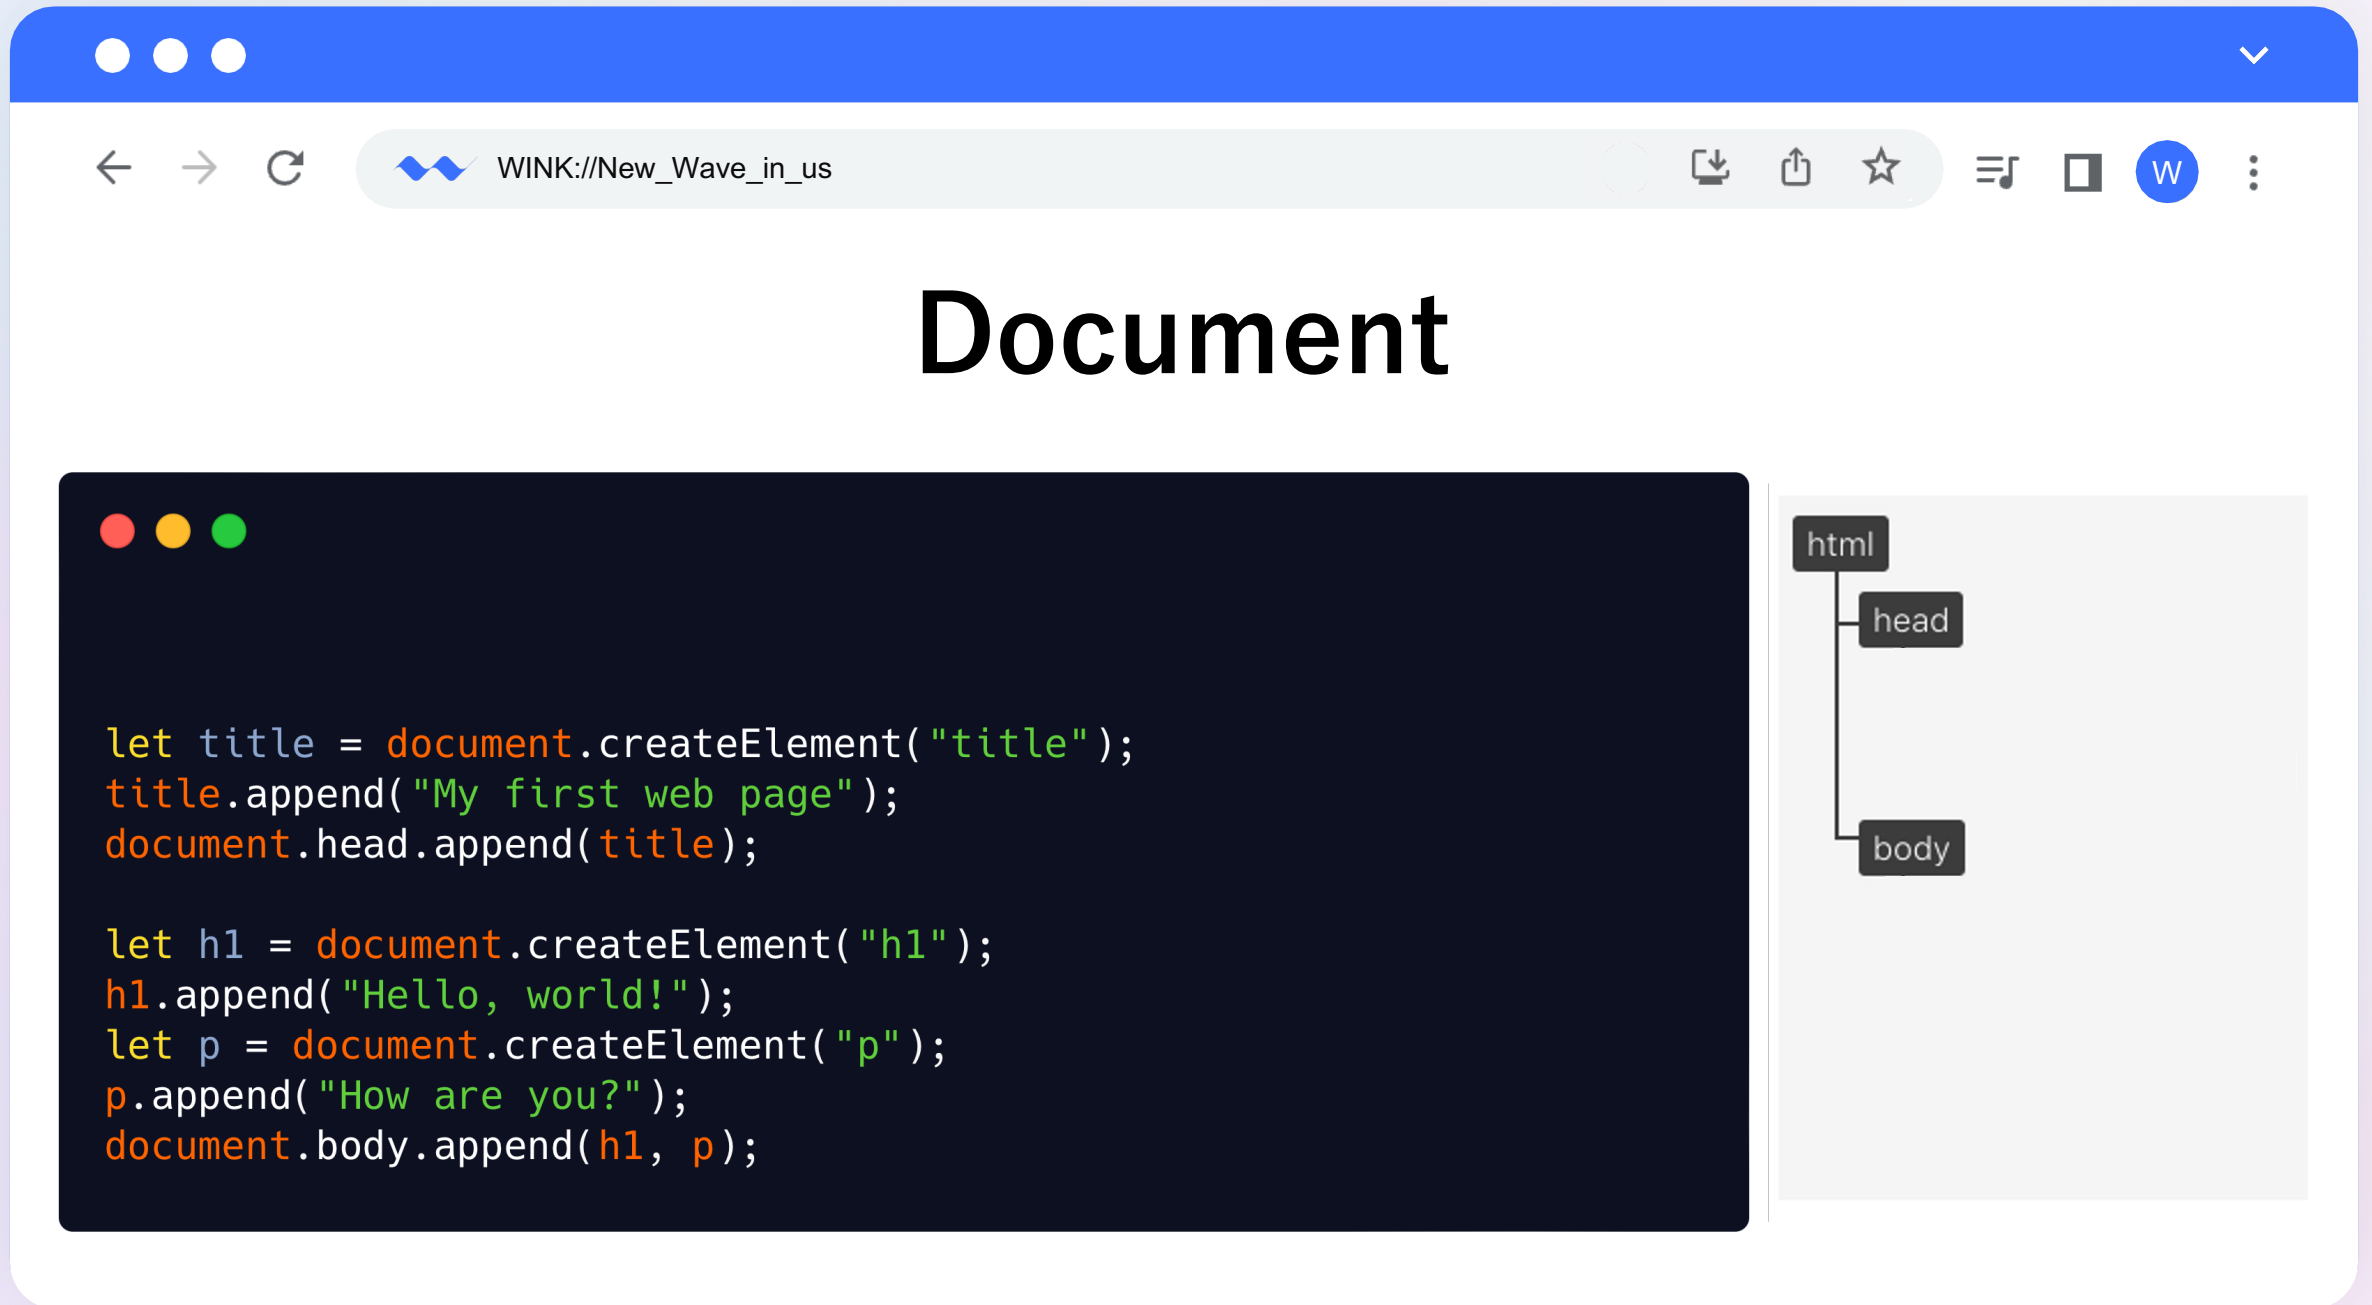 WINK://New_Wave_in_us
W
Document
let title = document.createElement("title");
title.append("My first web page");
document.head.append(title);
let h1 = document.createElement("h1");
h1.append("Hello, world!");
let p = document.createElement("p");
p.append("How are you?");
document.body.append(h1, p);
html
head
body